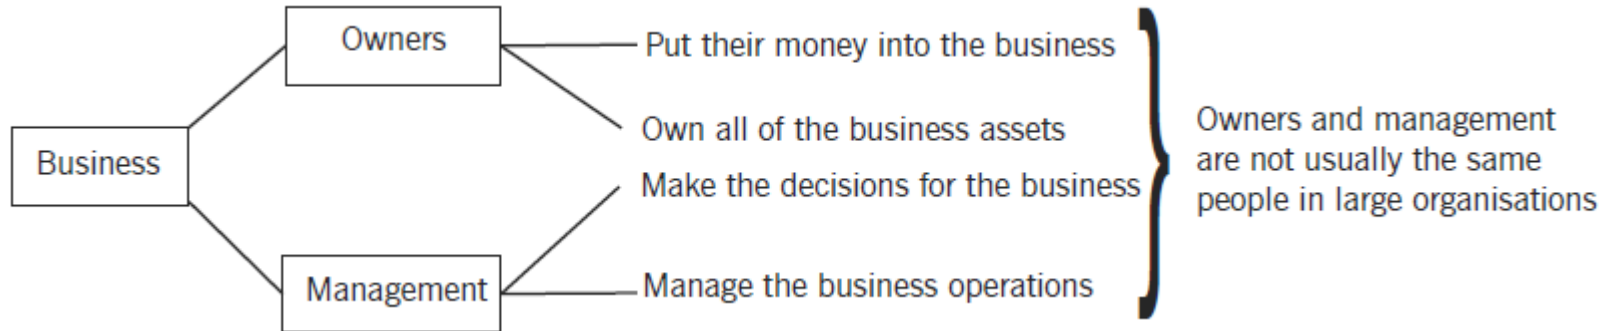 Owners
Put their money into the business
Own all of the business assets
Business
Make the decisions for the business
Management
Manage the business operations
Owners and management
are not usually the same
people in large organisations